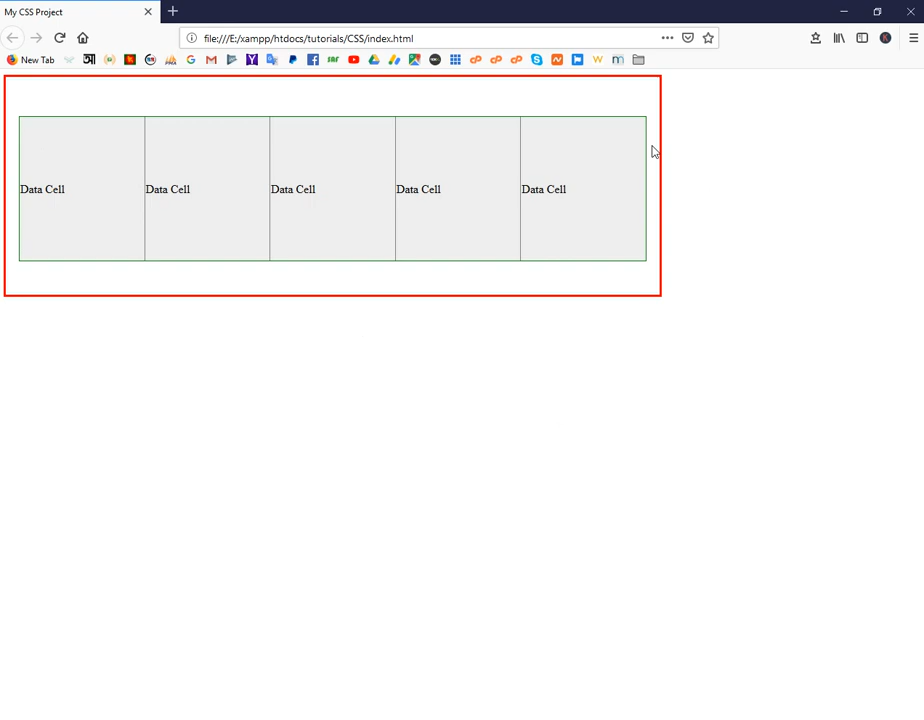 My CSS Project
file:///E:/xampp/htdocs/tutorials/CSS/index.html
New Tab
Data Cell Data Cell Data Cell Data Cell Data Cell